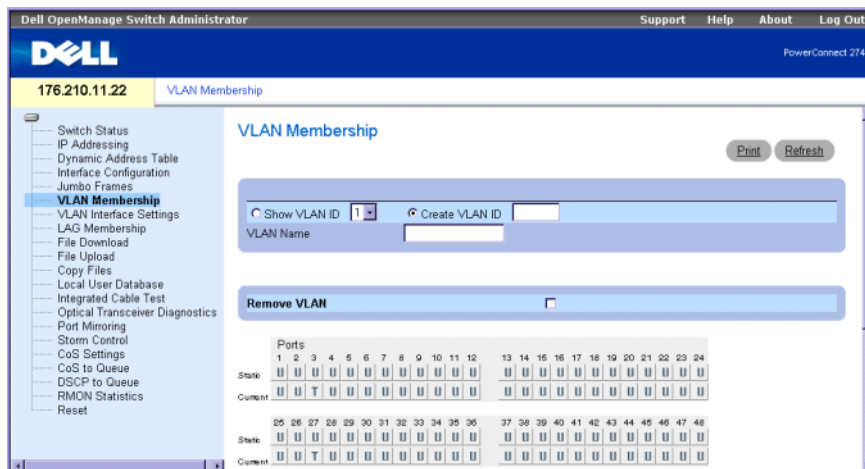 Dell OpenManage Switch Administrator Support Help About Log Out
DELL
PowerConnect 274
176.210.11.22 VLAN Membership
Switch Status
IP Addressing
Dynamic Address Table
Interface Configuration
Jumbo Frames
VLAN Membership
VLAN Interface Settings
LAG Membership
File Download
File Upload
Copy Files
Local User Database
Integrated Cable Test
Optical Transceiver Diagnostics
Port Mirroring
Storm Control
CoS Settings
CoS to Queue
DSCP to Queue
RMON Statistics
Reset
VLAN Membership
Print Refresh
Show VLAN ID 1 Create VLAN ID
VLAN Name
Remove VLAN
Ports
1 2 3 4 5 6 7 8 9 10 11 12 13 14 15 16 17 18 19 20 21 22 23 24
Static U U U U U U U U U U U U U U U U U U U U U U U U
Current U U T U U U U U U U U U U U U U U U U U U U U U
25 26 27 28 29 30 31 32 33 34 35 36 37 38 39 40 41 42 43 44 45 46 47 48
Static U U U U U U U U U U U U U U U U U U U U U U U U
Current U U T U U U U U U U U U U U U U U U U U U U U U